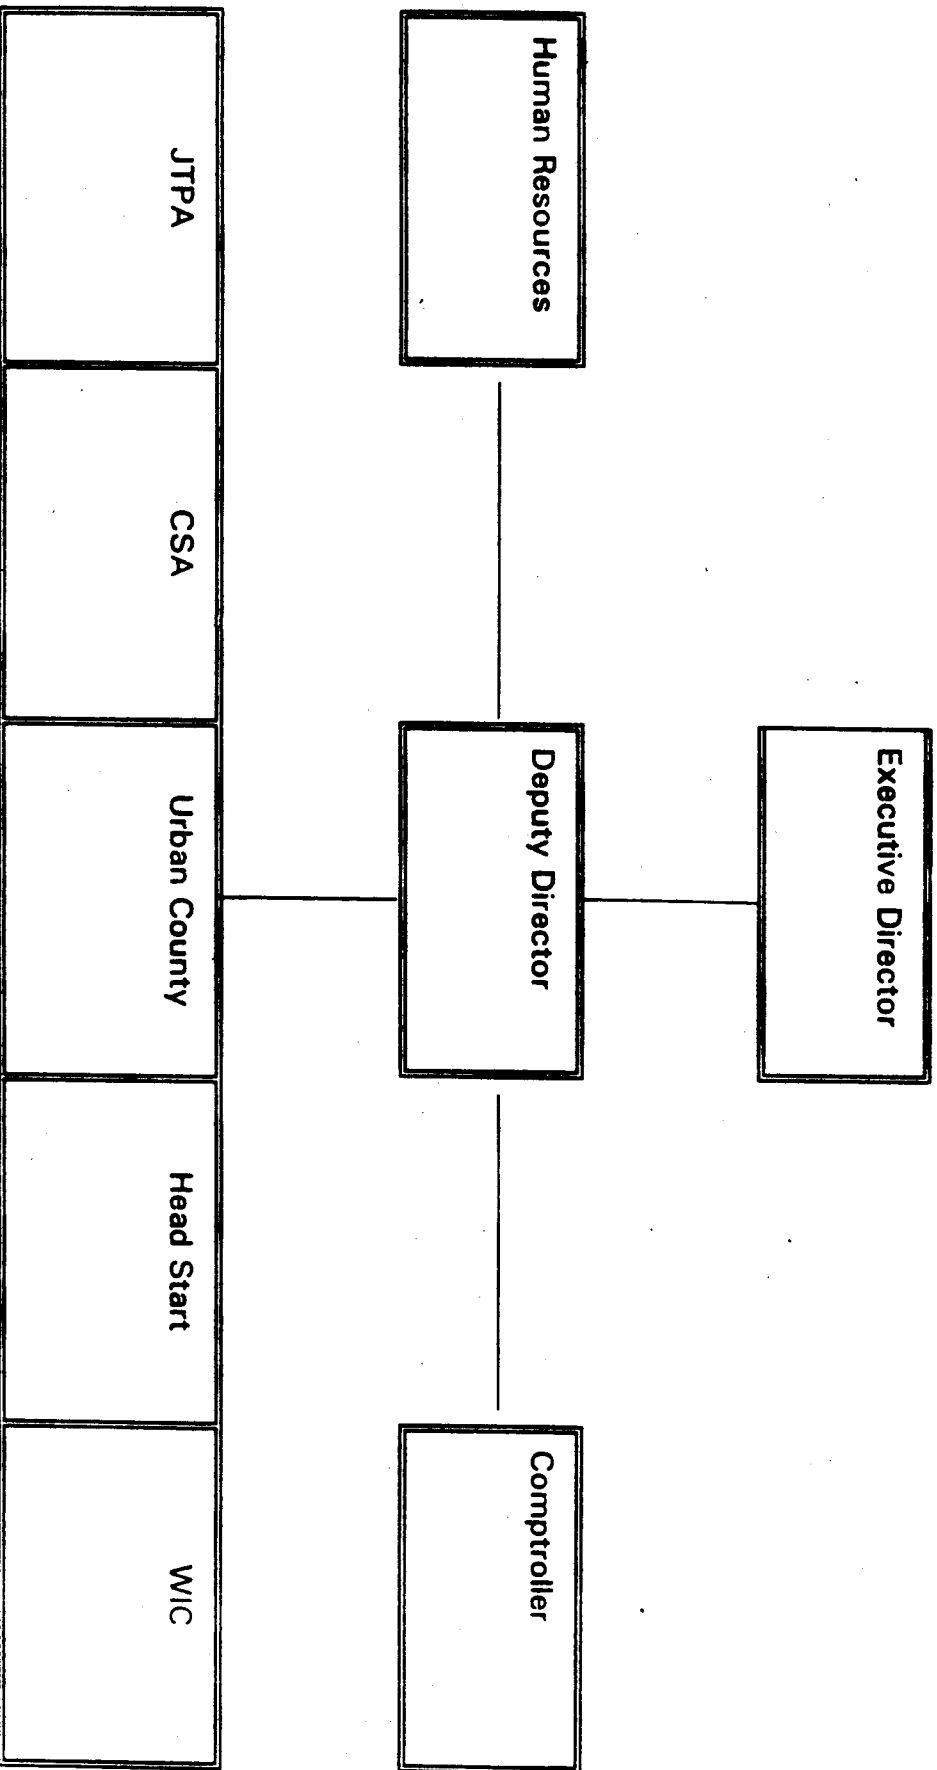 Executive Director
Human Resources
Deputy Director
Comptroller
JTPA
CSA
Urban County
Head Start
WIC